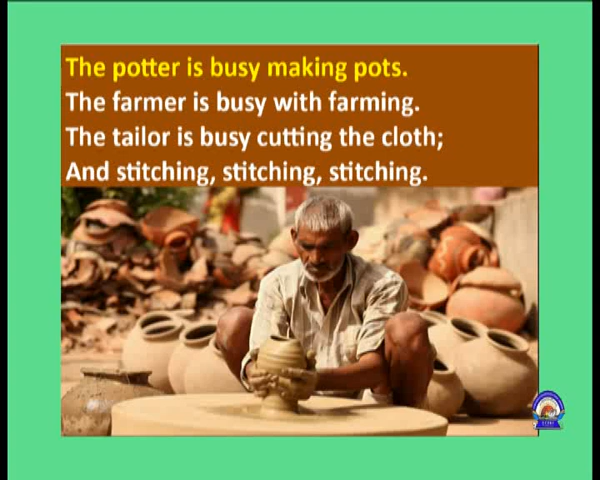 The potter is busy making pots.
The farmer is busy with farming.
The tailor is busy cutting the cloth;
And stitching, stitching, stitching.